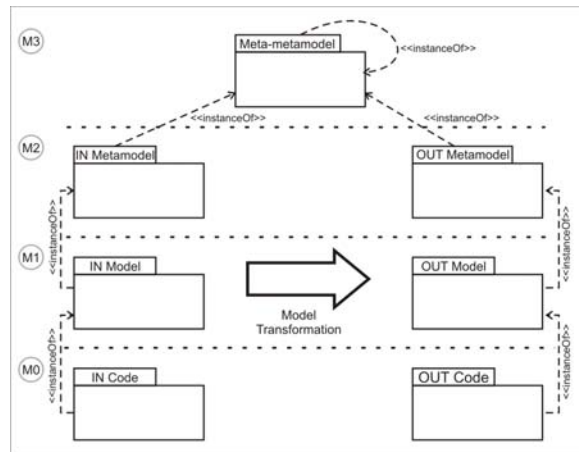 M3
Meta-metamodel
<<instanceOf>>
<<instanceOf>>
<<instanceOf>>
M2
IN Metamodel
OUT Metamodel
<<instanceOf>>
<<instanceOf>>
M1
IN Model
OUT Model
Model
Transformation
<<instanceOf>>
<<instanceOf>>
M0
IN Code
OUT Code